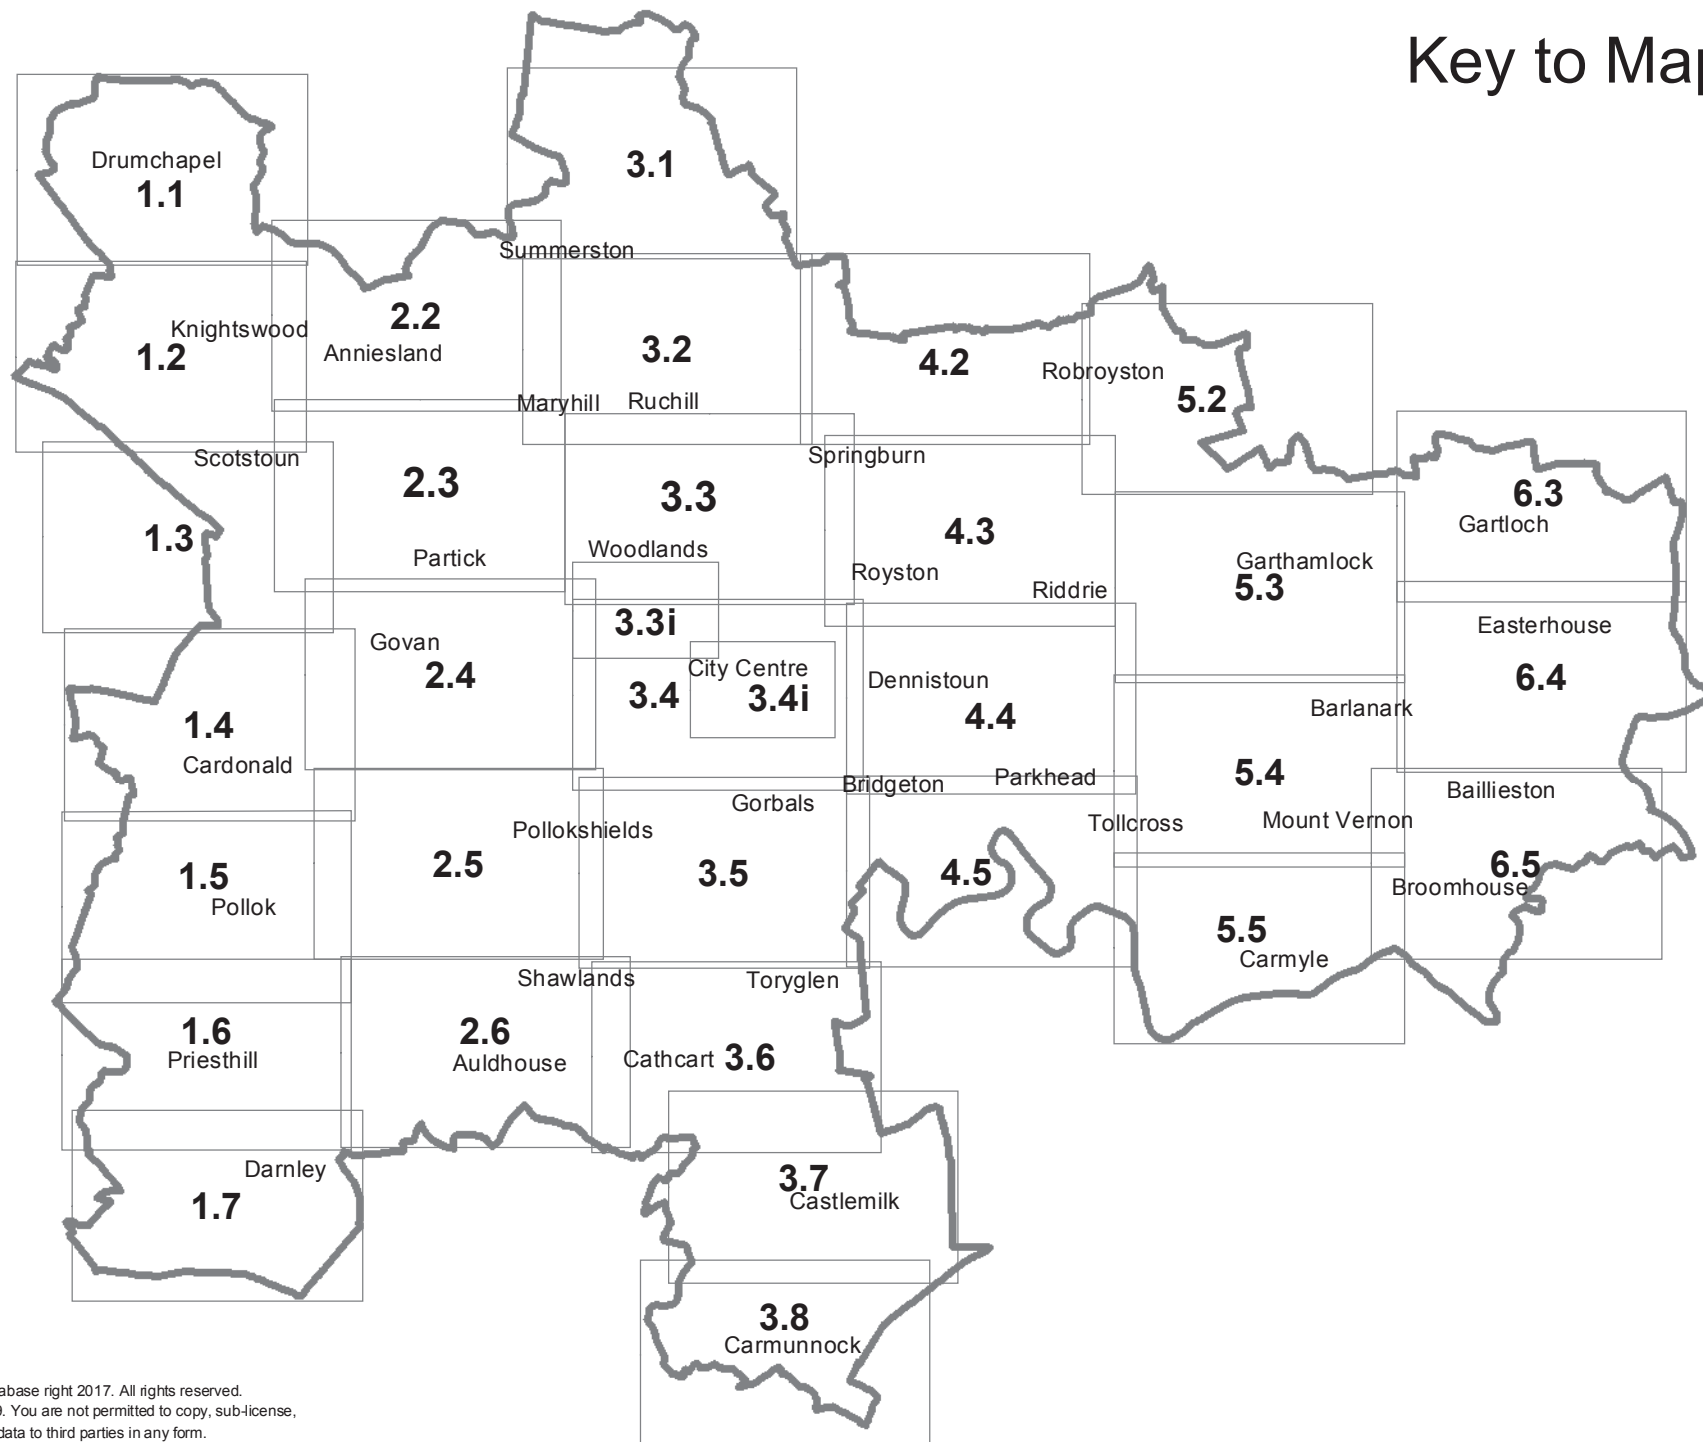 Key to Map
Drumchapel
1.1
3.1
Summerston
2.2
Knightswood
1.2
Anniesland
3.2
4.2
Robroyston
5.2
Maryhill
Ruchill
Scotstoun
Springburn
2.3
3.3
6.3
Gartloch
1.3
4.3
Woodlands
Partick
Garthamlock
5.3
Royston
Riddrie
3.3i
Easterhouse
Govan
2.4
City Centre
3.4
3.4i
Dennistoun
4.4
6.4
Barlanark
1.4
Cardonald
5.4
Bridgeton
Parkhead
Baillieston
Gorbals
Pollokshields
Tollcross
Mount Vernon
1.5
Pollok
2.5
3.5
4.5
6.5
Broomhouse
5.5
Carmyle
Shawlands
Toryglen
1.6
Priesthill
2.6
Auldhouse
Cathcart
3.6
Darnley
1.7
3.7
Castlemilk
3.8
Carmunnock
abase right 2017. All rights reserved.
. You are not permitted to copy, sub-license,
data to third parties in any form.